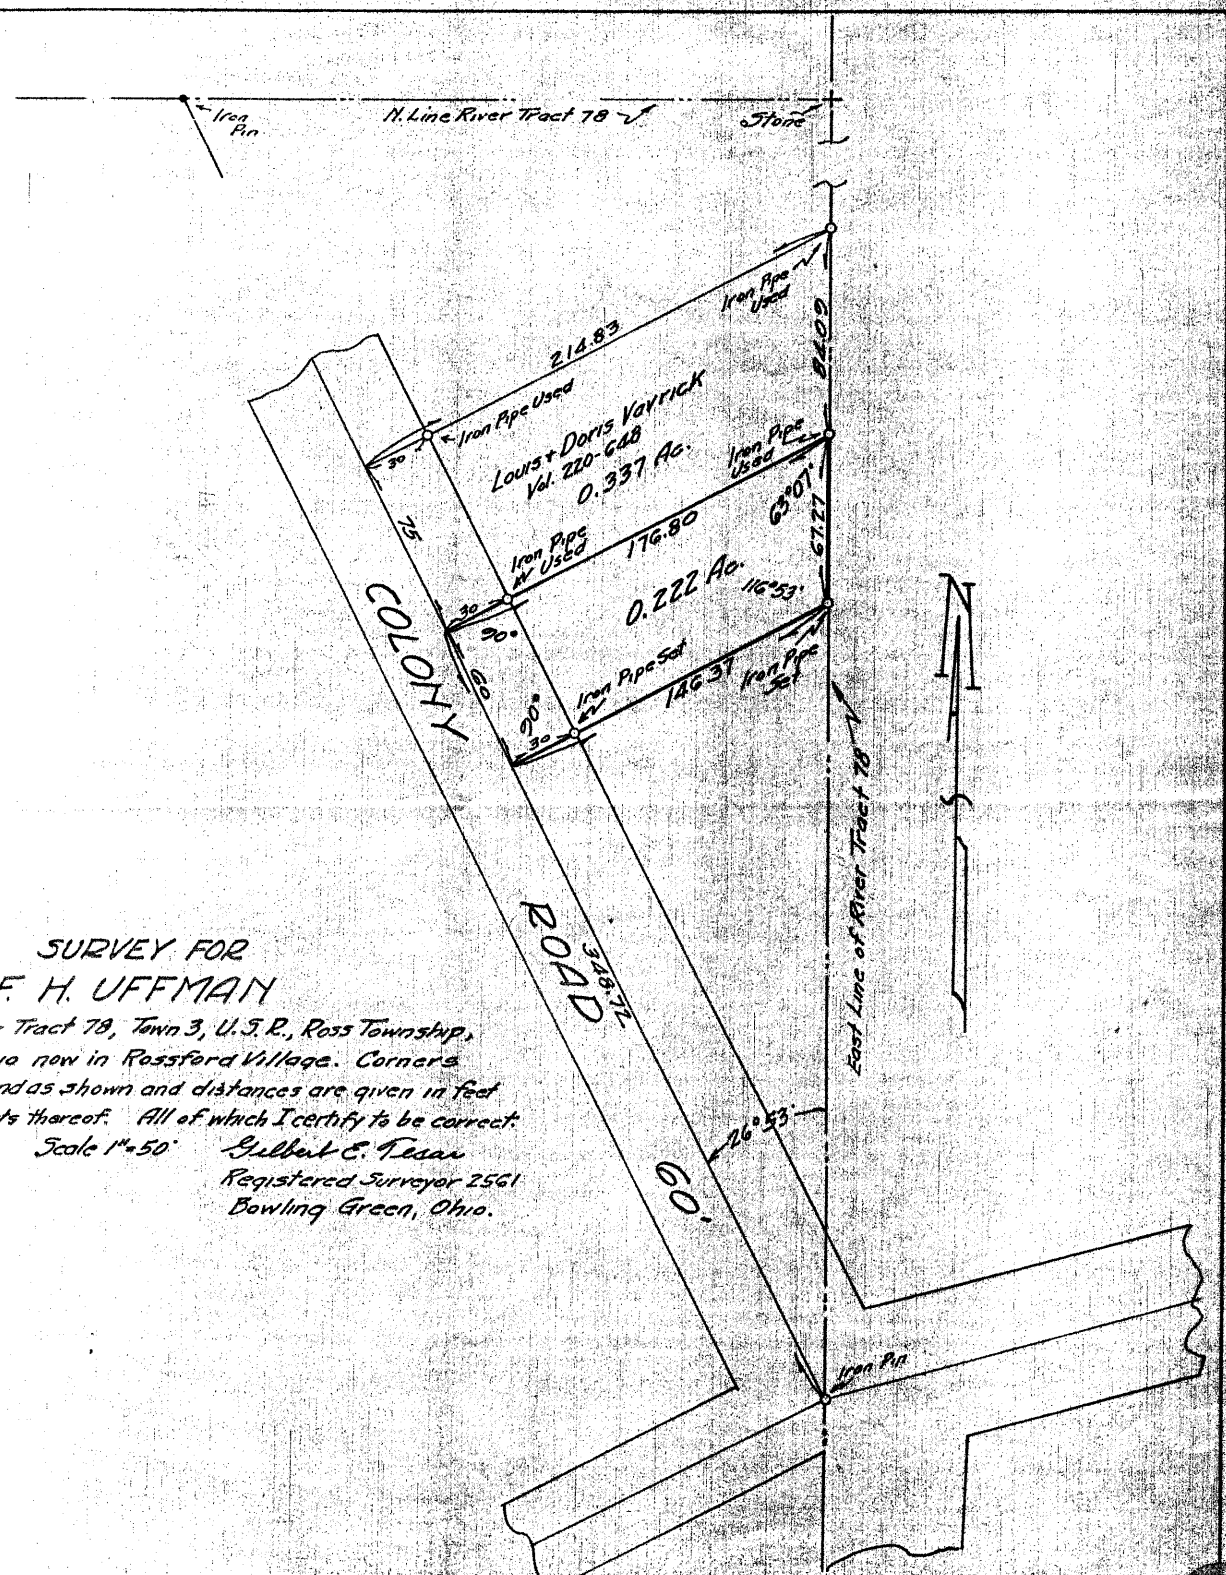 Iron
Pin
N. Line River Tract 78
Stone
Iron Pipe
Used
84.09
214.83
Iron Pipe Used
30
Louis & Doris Vavrick
Vol. 220-648
0.337 Ac.
Iron Pipe
Used
63°07'
67.27
75
Iron Pipe
Used
176.80
30
90°
0.222 Ac.
116°53'
COLONY
60
Iron Pipe Set
90°
30
146.37
Iron Pipe
Set
N
East Line of River Tract 78
ROAD
348.72
SURVEY FOR
F. H. UFFMAN
Tract 78, Town 3, U.S.R., Ross Township,
now in Rossford Village. Corners
as shown and distances are given in feet
thereof. All of which I certify to be correct.
Scale 1"=50'
Gilbert E. Tesar
Registered Surveyor 2561
Bowling Green, Ohio.
26°53'
60'
Iron Pin